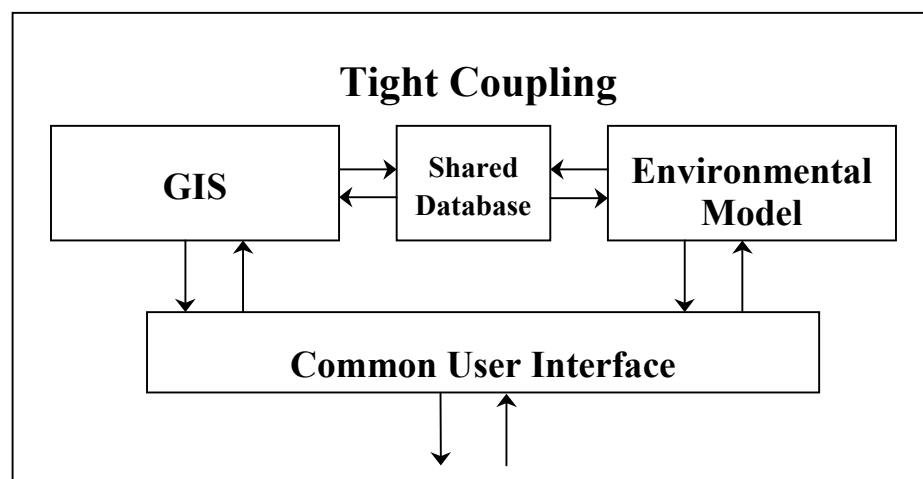 Tight Coupling
GIS
Shared
Database
Environmental
Model
Common User Interface